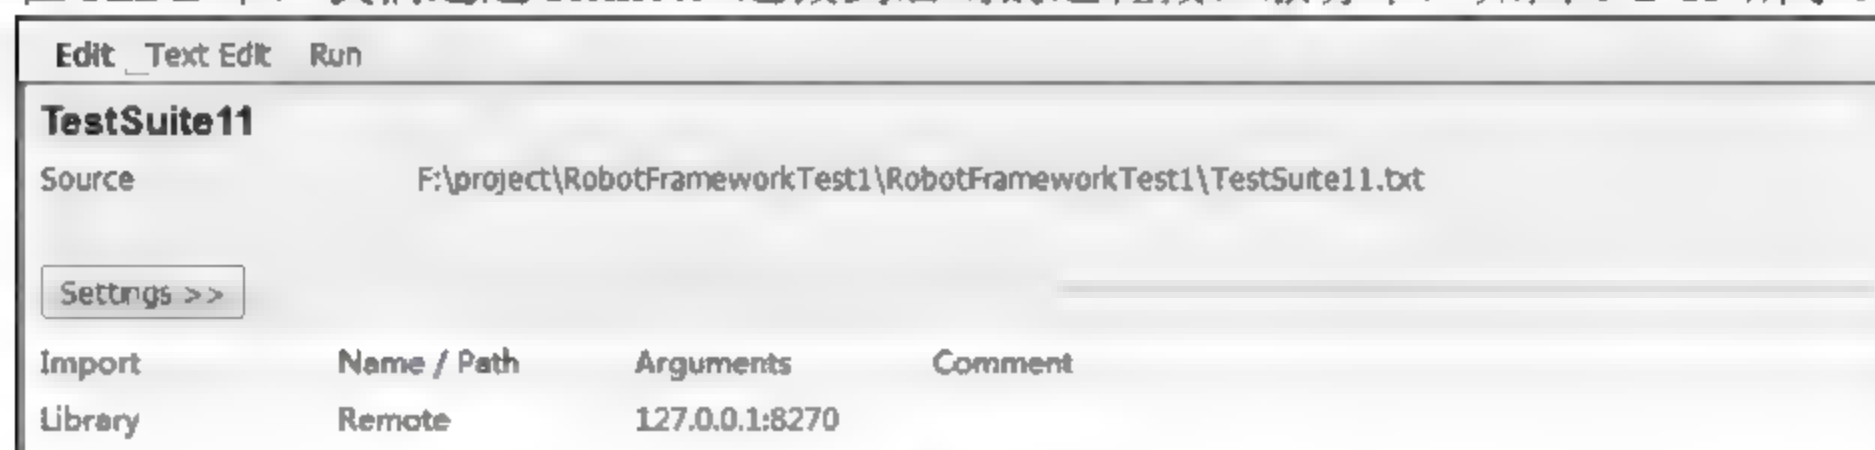 Edit Text Edit Run
TestSuite11
Source F:\project\RobotFrameworkTest1\RobotFrameworkTest1\TestSuite11.txt
Settings >>
Import Name / Path Arguments Comment
Library Remote 127.0.0.1:8270